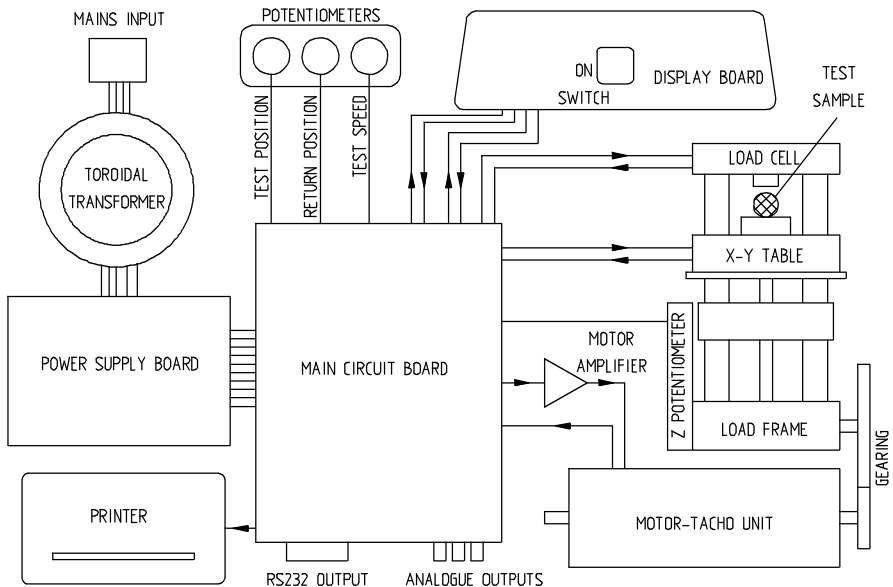 MAINS INPUT
POTENTIOMETERS
ON
SWITCH
DISPLAY BOARD
TEST
SAMPLE
TOROIDAL
TRANSFORMER
TEST POSITION
RETURN POSITION
TEST SPEED
LOAD CELL
X-Y TABLE
POWER SUPPLY BOARD
MAIN CIRCUIT BOARD
MOTOR
AMPLIFIER
Z POTENTIOMETER
LOAD FRAME
GEARING
PRINTER
MOTOR-TACHO UNIT
RS232 OUTPUT
ANALOGUE OUTPUTS